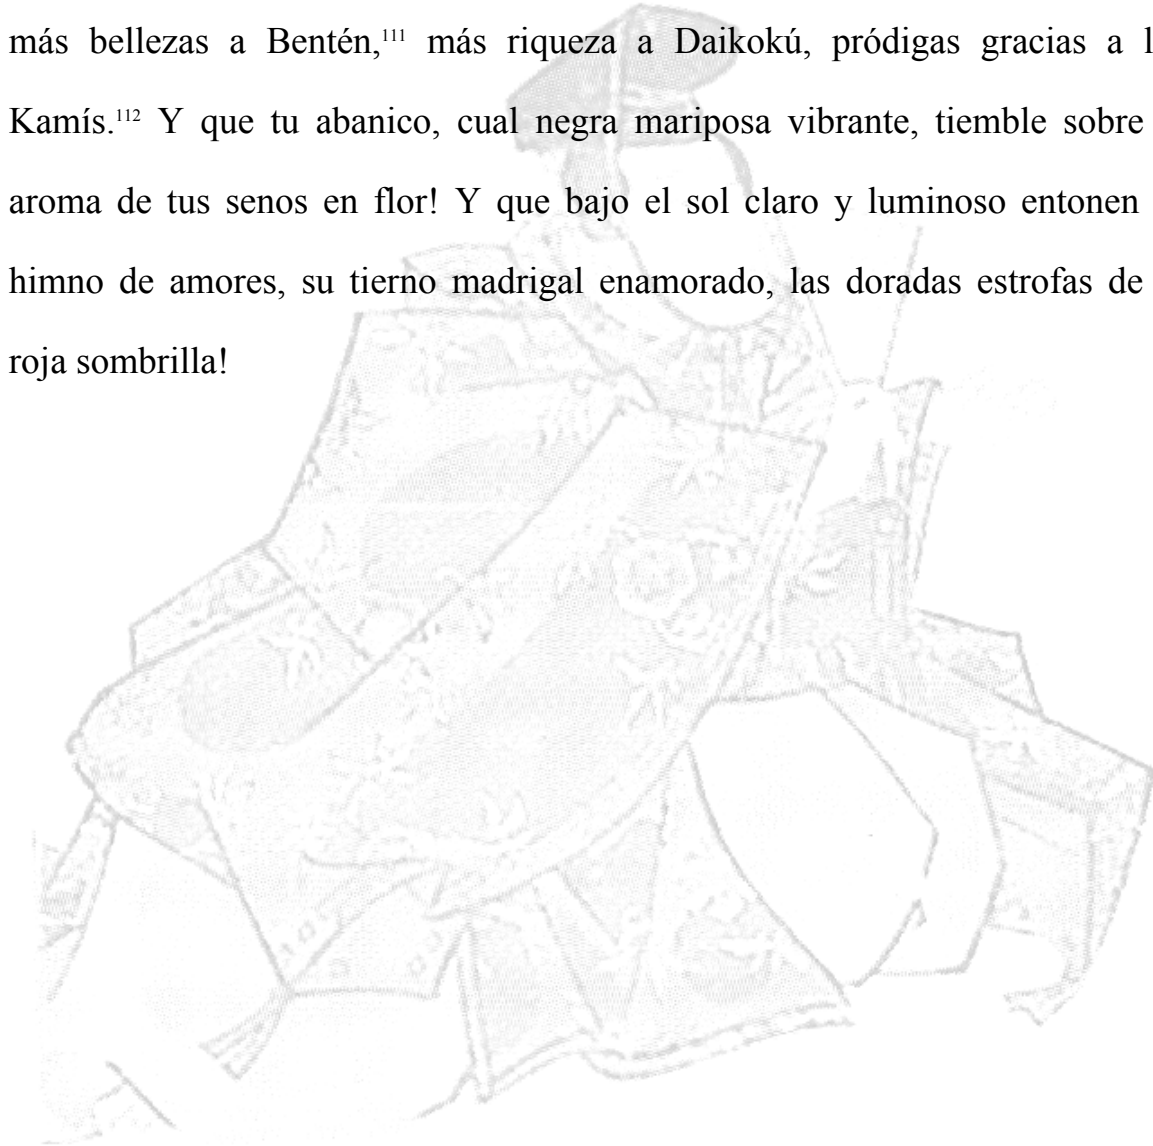 más bellezas a Bentén,¹¹¹ más riqueza a Daikokú, pródigas gracias a l
Kamís.¹¹² Y que tu abanico, cual negra mariposa vibrante, tiemble sobre
aroma de tus senos en flor! Y que bajo el sol claro y luminoso entonen
himno de amores, su tierno madrigal enamorado, las doradas estrofas de
roja sombrilla!